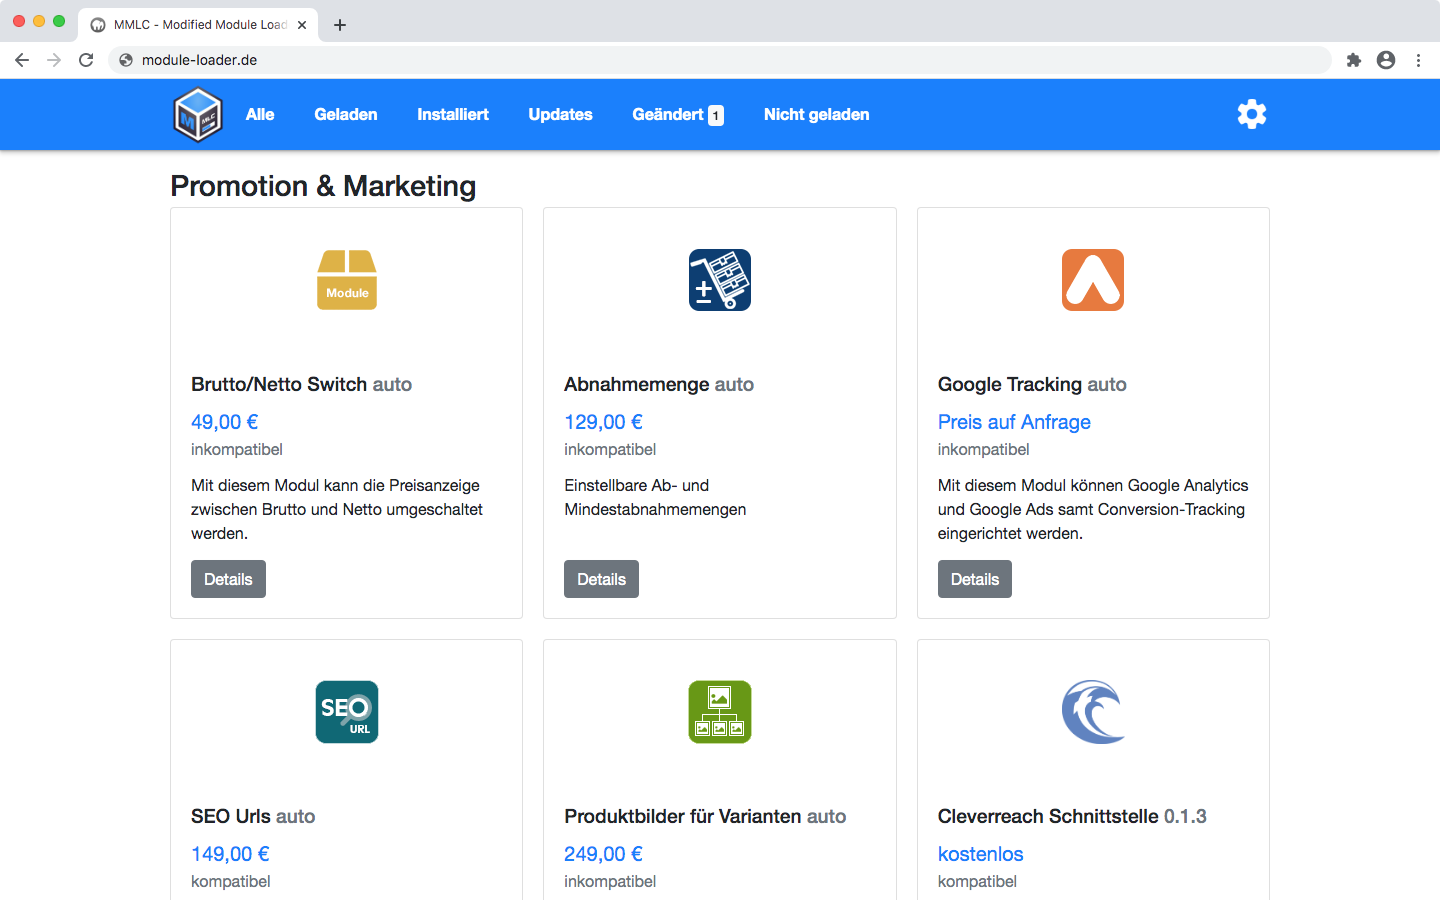 MMLC - Modified Module Load
module-loader.de
MMLC
Alle
Geladen
Installiert
Updates
Geändert 1
Nicht geladen
Promotion & Marketing
Module
Brutto/Netto Switch auto
49,00 €
inkompatibel
Mit diesem Modul kann die Preisanzeige
zwischen Brutto und Netto umgeschaltet
werden.
Details
Abnahmemenge auto
129,00 €
inkompatibel
Einstellbare Ab- und
Mindestabnahmemengen
Details
Google Tracking auto
Preis auf Anfrage
inkompatibel
Mit diesem Modul können Google Analytics
und Google Ads samt Conversion-Tracking
eingerichtet werden.
Details
SEO
URL
SEO Urls auto
149,00 €
kompatibel
Produktbilder für Varianten auto
249,00 €
inkompatibel
Cleverreach Schnittstelle 0.1.3
kostenlos
kompatibel